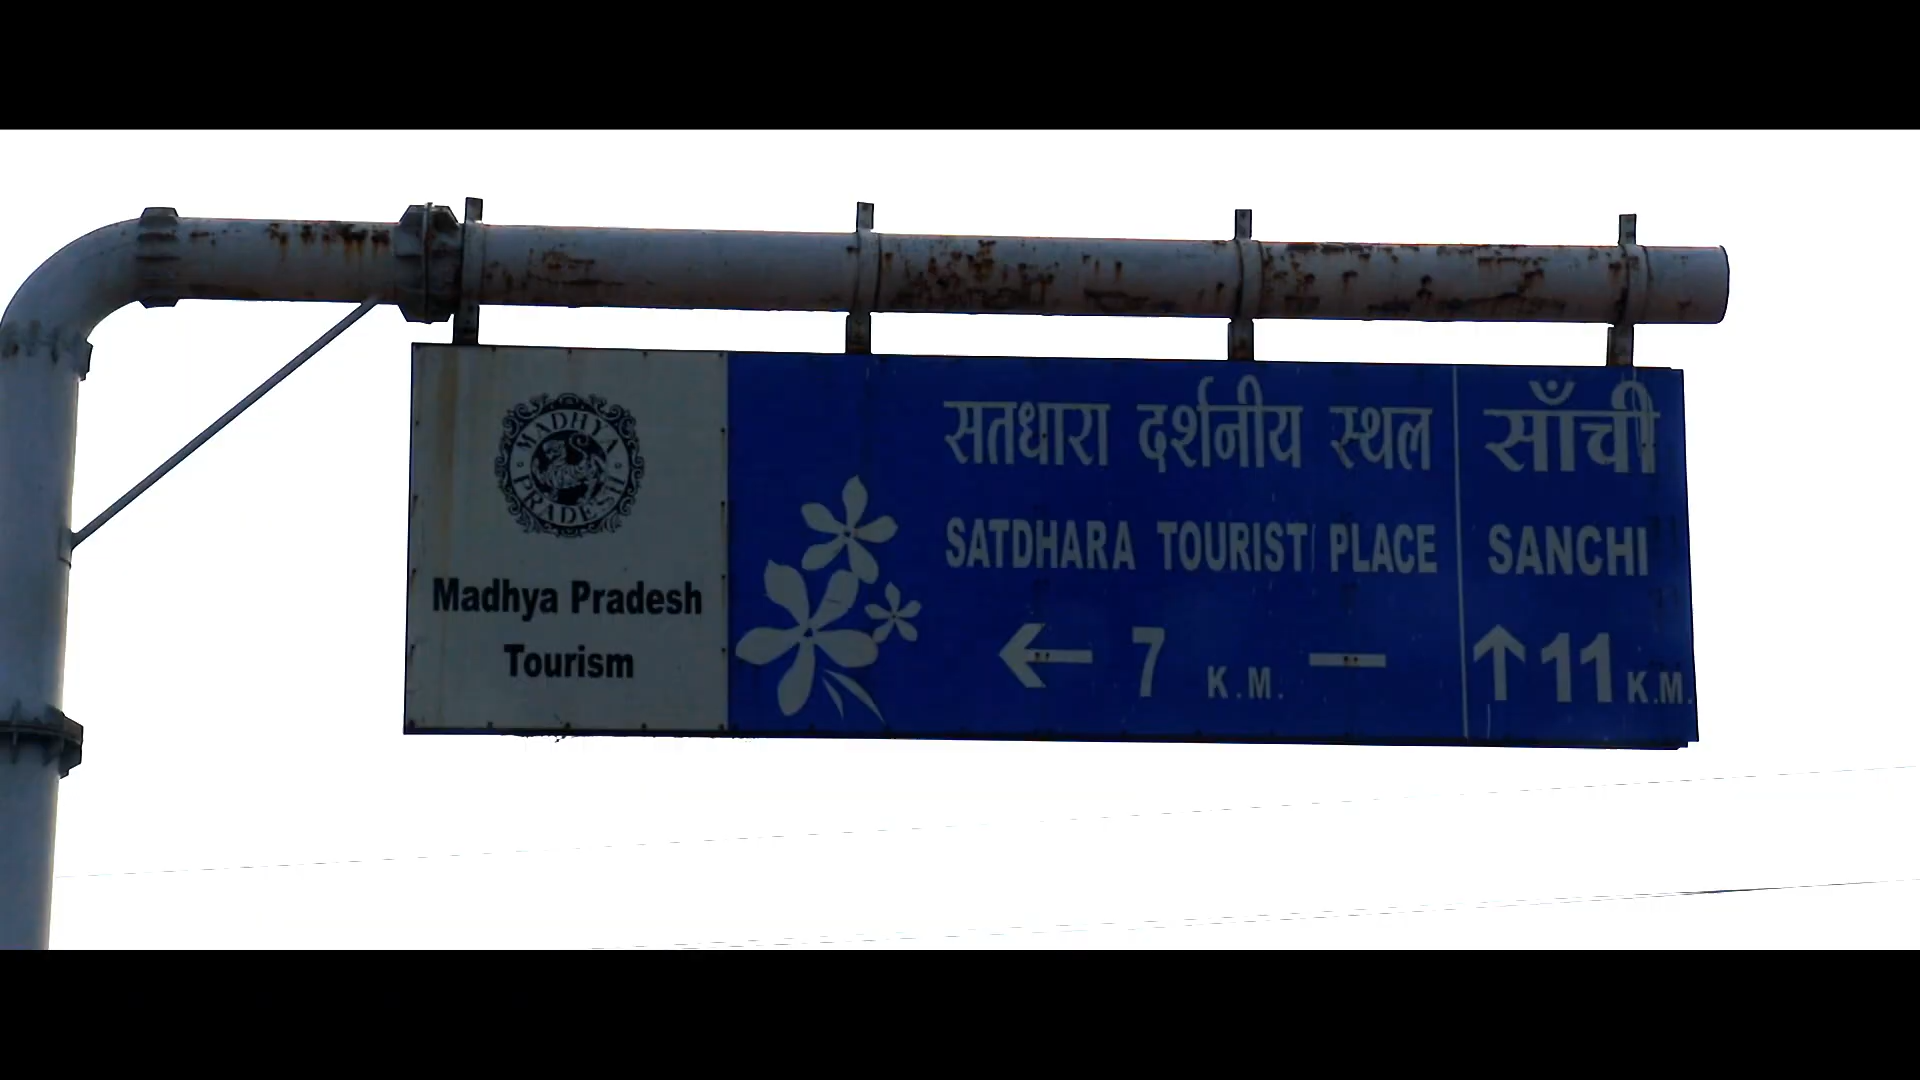 MADHYA PRADESH
Madhya Pradesh
Tourism
सतधारा दर्शनीय स्थल
SATDHARA TOURIST PLACE
← 7 K.M. —
साँची
SANCHI
↑ 11 K.M.